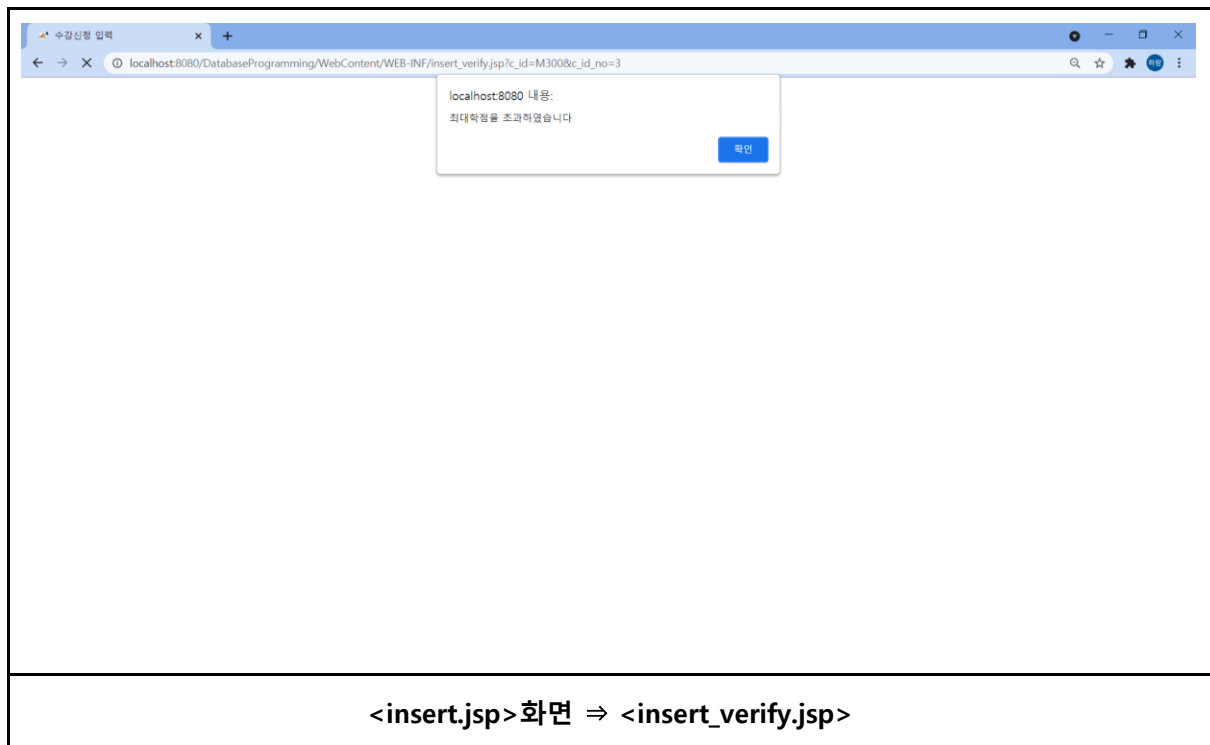 수강신청 입력
localhost:8080/DatabaseProgramming/WebContent/WEB-INF/insert_verify.jsp?c_id=M300&c_id_no=3
하랑
localhost:8080 내용:
최대학점을 초과하였습니다
확인
<insert.jsp>화면 ⇒ <insert_verify.jsp>